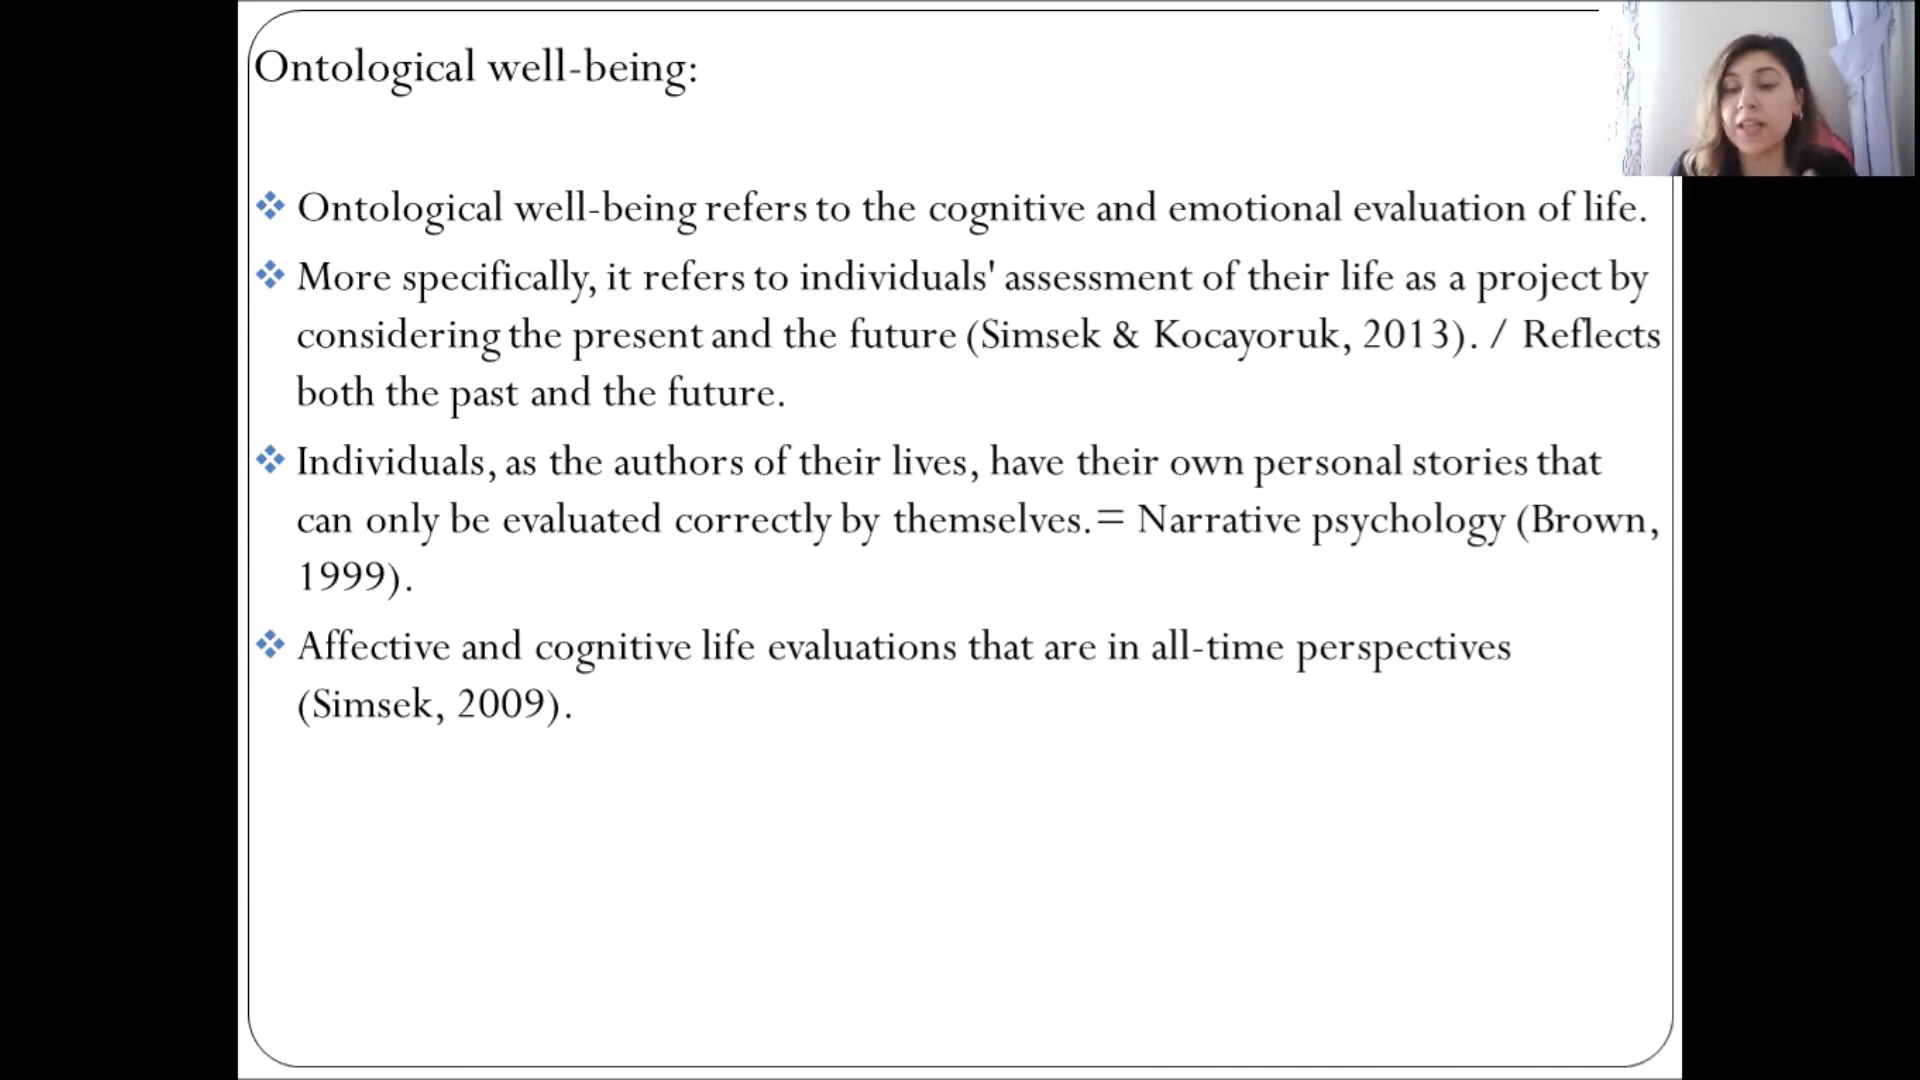 Ontological well-being:
Ontological well-being refers to the cognitive and emotional evaluation of life.
More specifically, it refers to individuals' assessment of their life as a project by
considering the present and the future (Simsek & Kocayoruk, 2013). / Reflects
both the past and the future.
Individuals, as the authors of their lives, have their own personal stories that
can only be evaluated correctly by themselves.= Narrative psychology (Brown,
1999).
Affective and cognitive life evaluations that are in all-time perspectives
(Simsek, 2009).